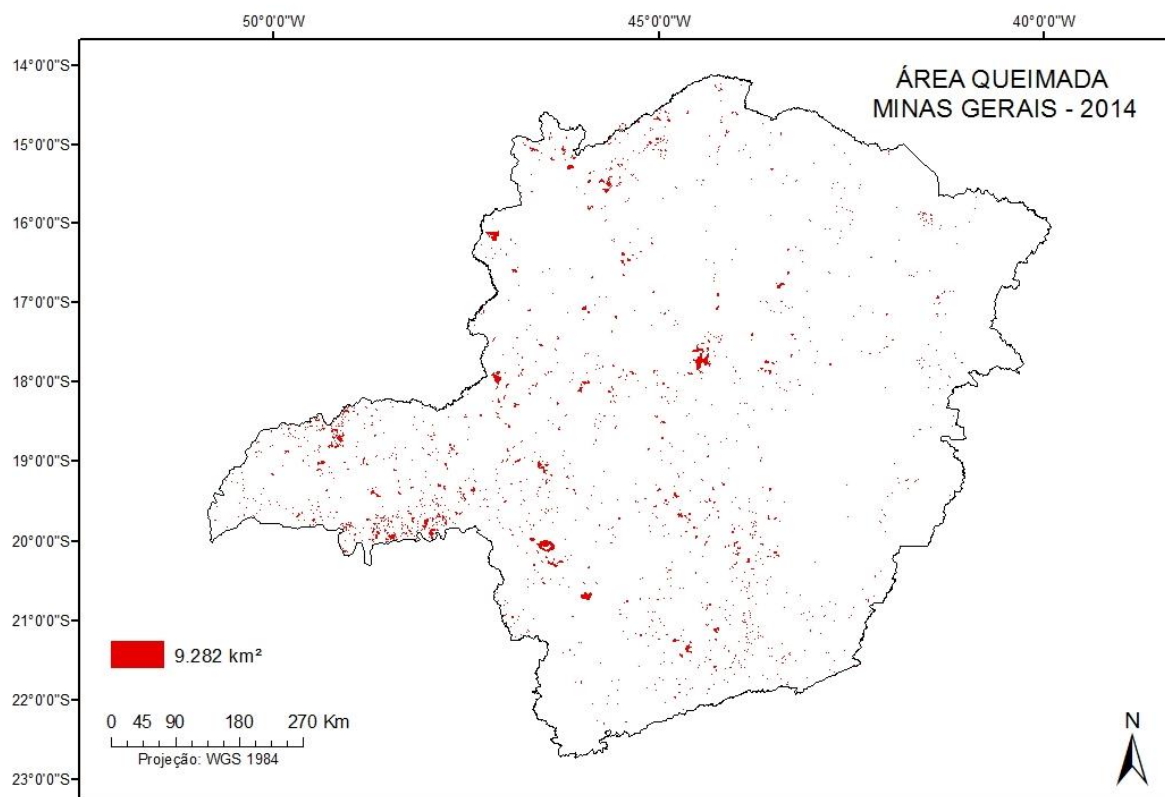 50°0'0"W 45°0'0"W 40°0'0"W
14°0'0"S
ÁREA QUEIMADA
MINAS GERAIS - 2014
15°0'0"S
16°0'0"S
17°0'0"S
18°0'0"S
19°0'0"S
20°0'0"S
21°0'0"S
9.282 km²
22°0'0"S
0 45 90 180 270 Km
Projeção: WGS 1984
N
23°0'0"S